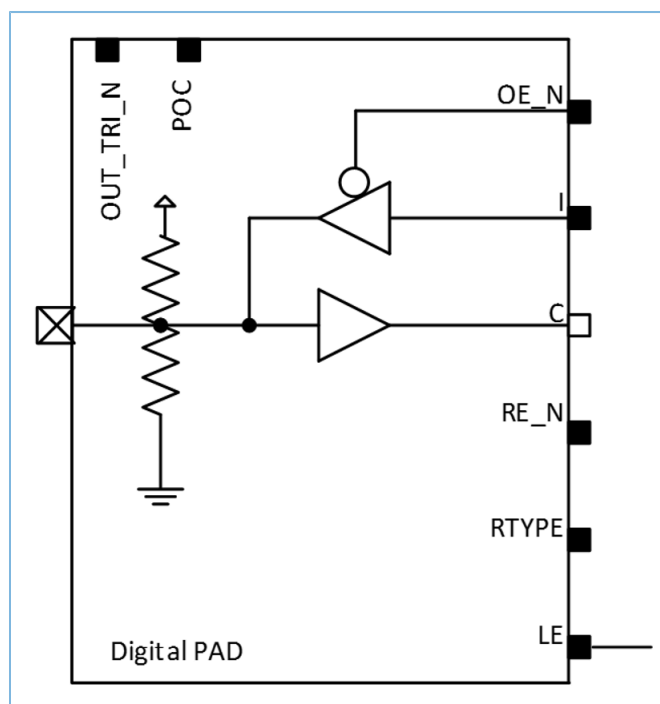 OUT_TRI_N
POC
OE_N
I
C
RE_N
RTYPE
LE
Digital PAD